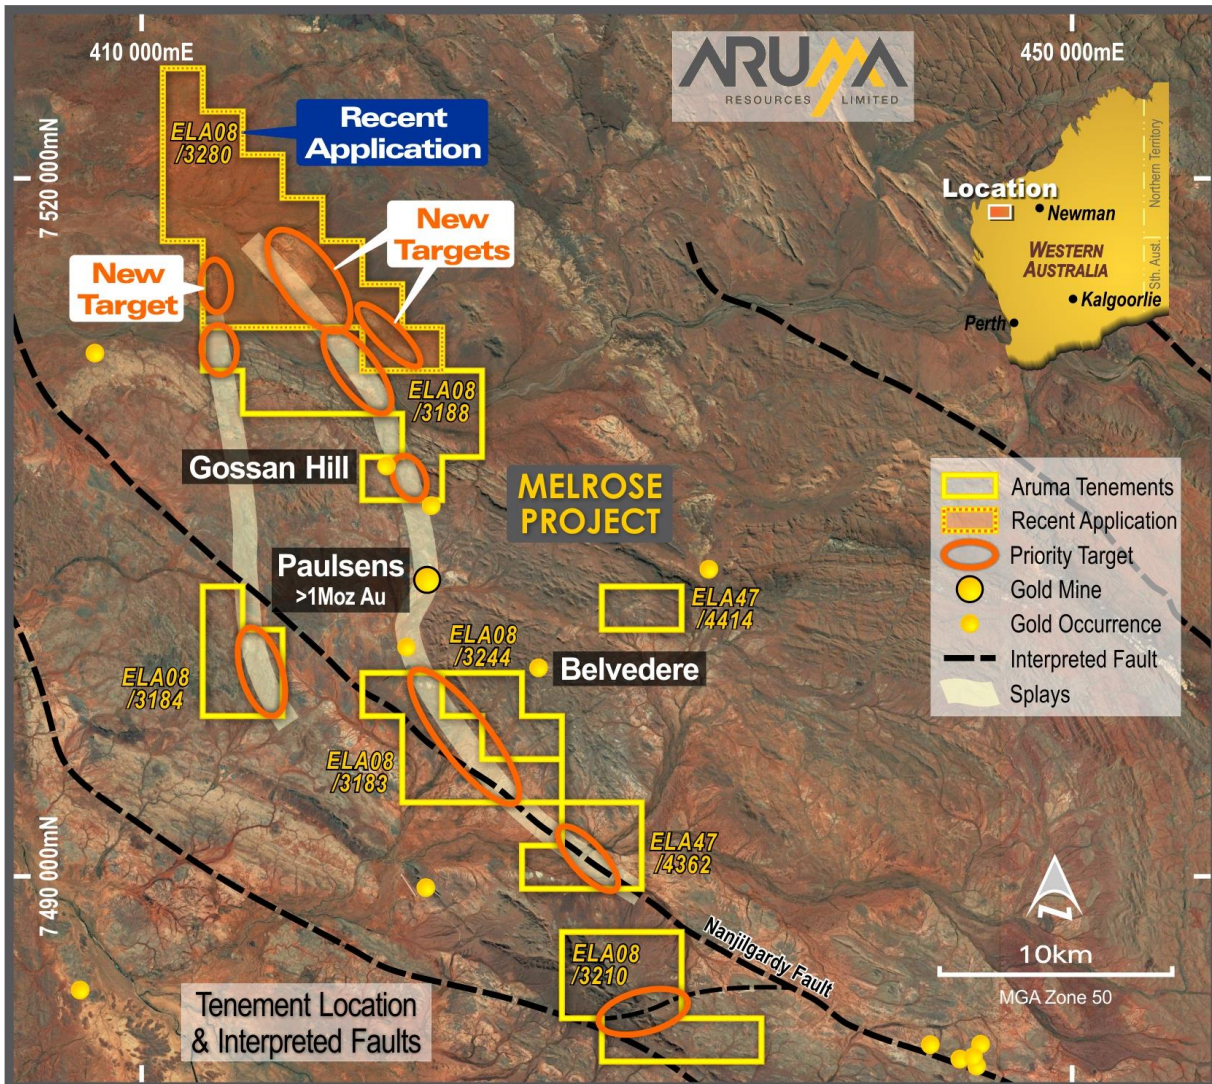 410 000mE
450 000mE
ARUMA
RESOURCES LIMITED
ELA08
/3280
Recent
Application
7 520 000mN
New
Targets
New
Target
Location
Newman
WESTERN
AUSTRALIA
Kalgoorlie
Perth
Northern Territory
Sth. Aust.
ELA08
/3188
Gossan Hill
MELROSE
PROJECT
Paulsens
>1Moz Au
ELA47
/4414
ELA08
/3244
Belvedere
ELA08
/3184
ELA08
/3183
ELA47
/4362
7 490 000mN
Nanjilgardy Fault
ELA08
/3210
Aruma Tenements
Recent Application
Priority Target
Gold Mine
Gold Occurrence
Interpreted Fault
Splays
N
10km
MGA Zone 50
Tenement Location
& Interpreted Faults